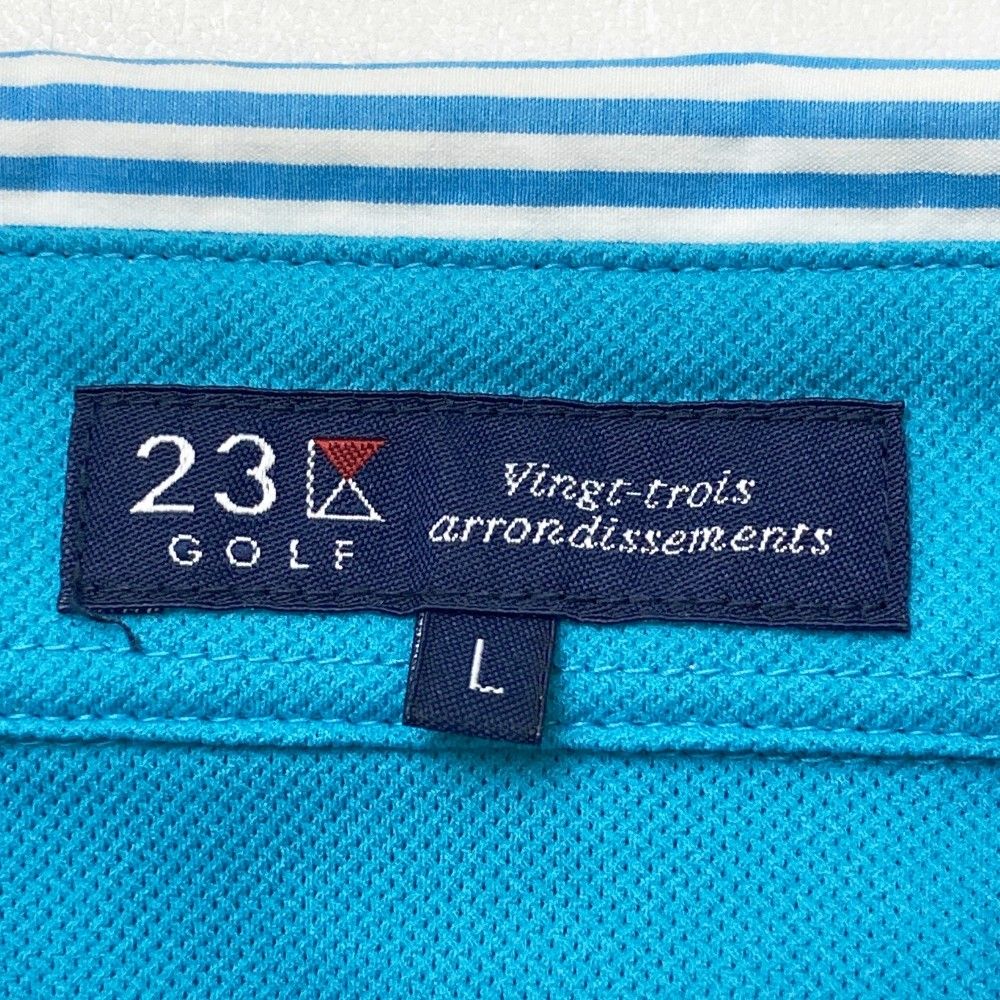 23
GOLF
Vingt-trois
arrondissements
L